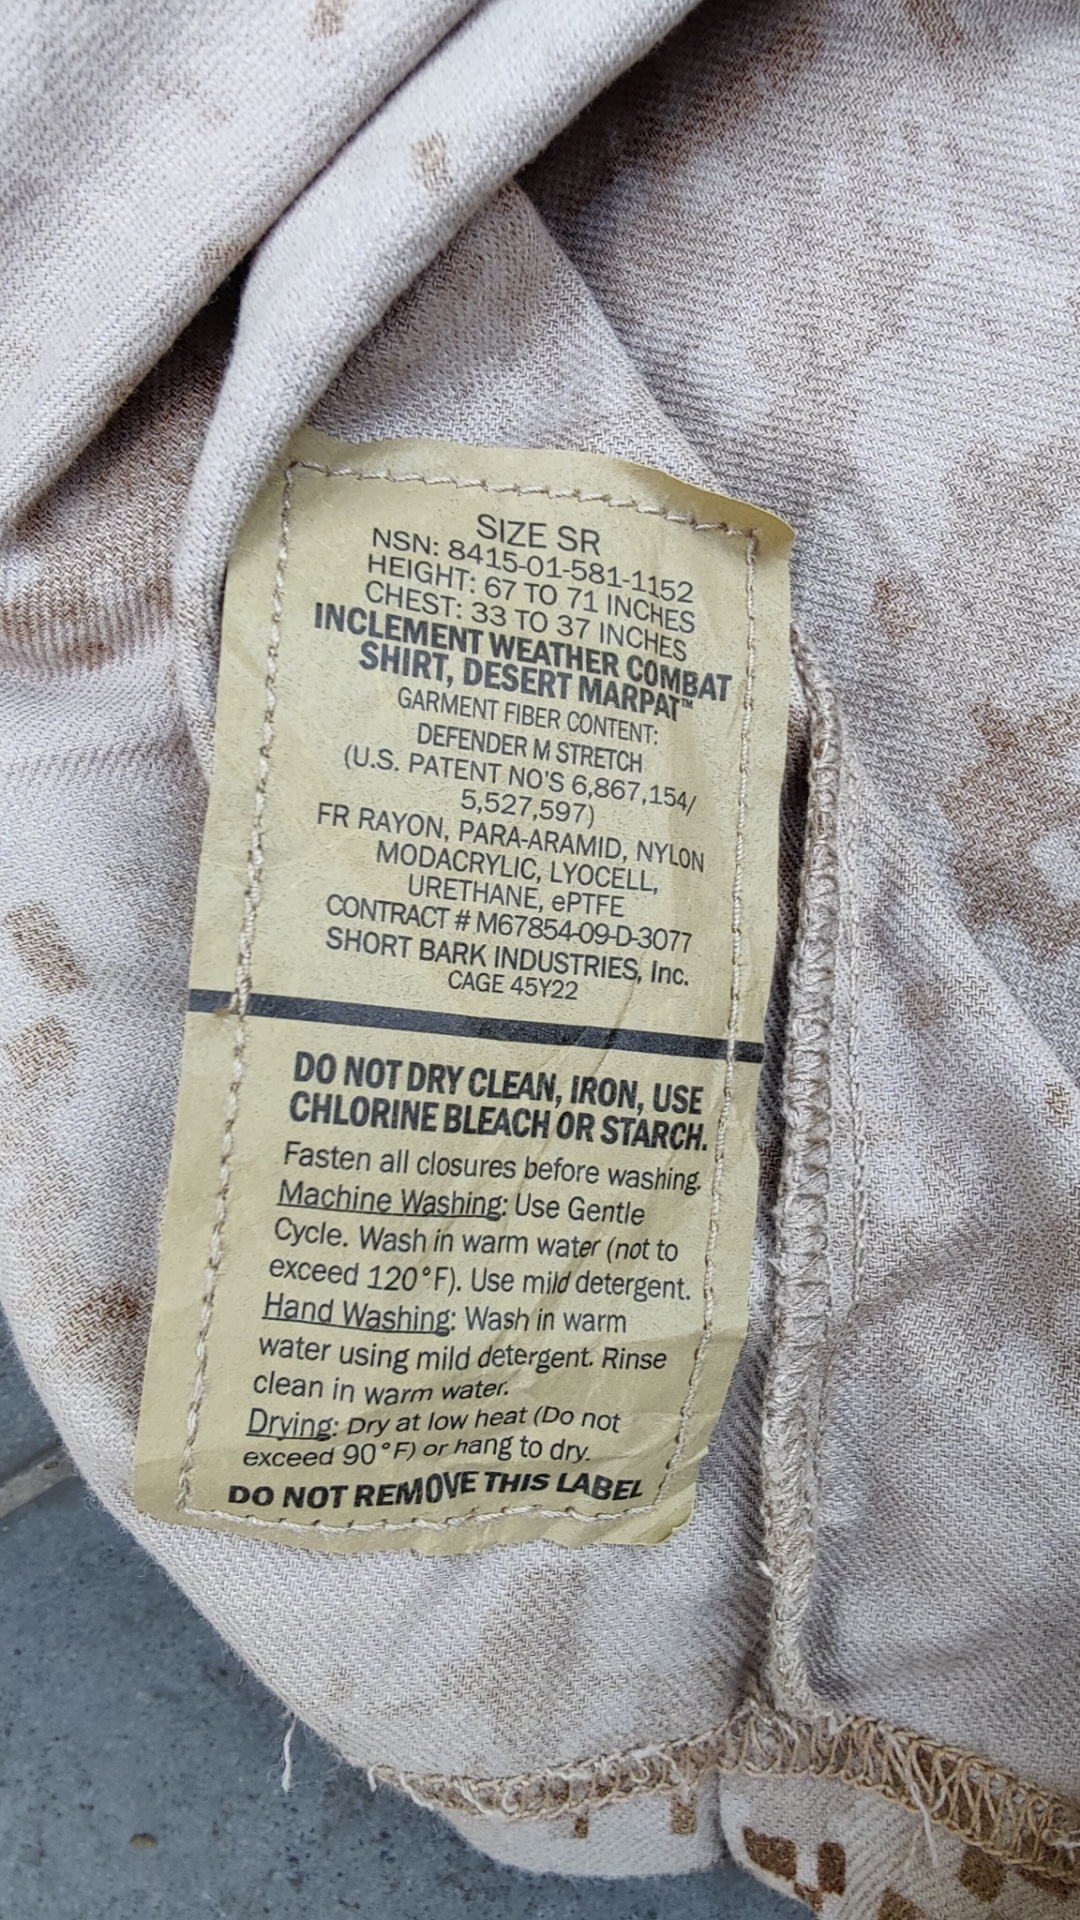 SIZE SR
NSN: 8415-01-581-1152
HEIGHT: 67 TO 71 INCHES
CHEST: 33 TO 37 INCHES
INCLEMENT WEATHER COMBAT
SHIRT, DESERT MARPAT™
GARMENT FIBER CONTENT:
DEFENDER M STRETCH
(U.S. PATENT NO'S 6,867,154/
5,527,597)
FR RAYON, PARA-ARAMID, NYLON
MODACRYLIC, LYOCELL,
URETHANE, ePTFE
CONTRACT # M67854-09-D-3077
SHORT BARK INDUSTRIES, Inc.
CAGE 45Y22
DO NOT DRY CLEAN, IRON, USE
CHLORINE BLEACH OR STARCH.
Fasten all closures before washing.
Machine Washing: Use Gentle
Cycle. Wash in warm water (not to
exceed 120°F). Use mild detergent.
Hand Washing: Wash in warm
water using mild detergent. Rinse
clean in warm water.
Drying: Dry at low heat (Do not
exceed 90°F) or hang to dry.
DO NOT REMOVE THIS LABEL